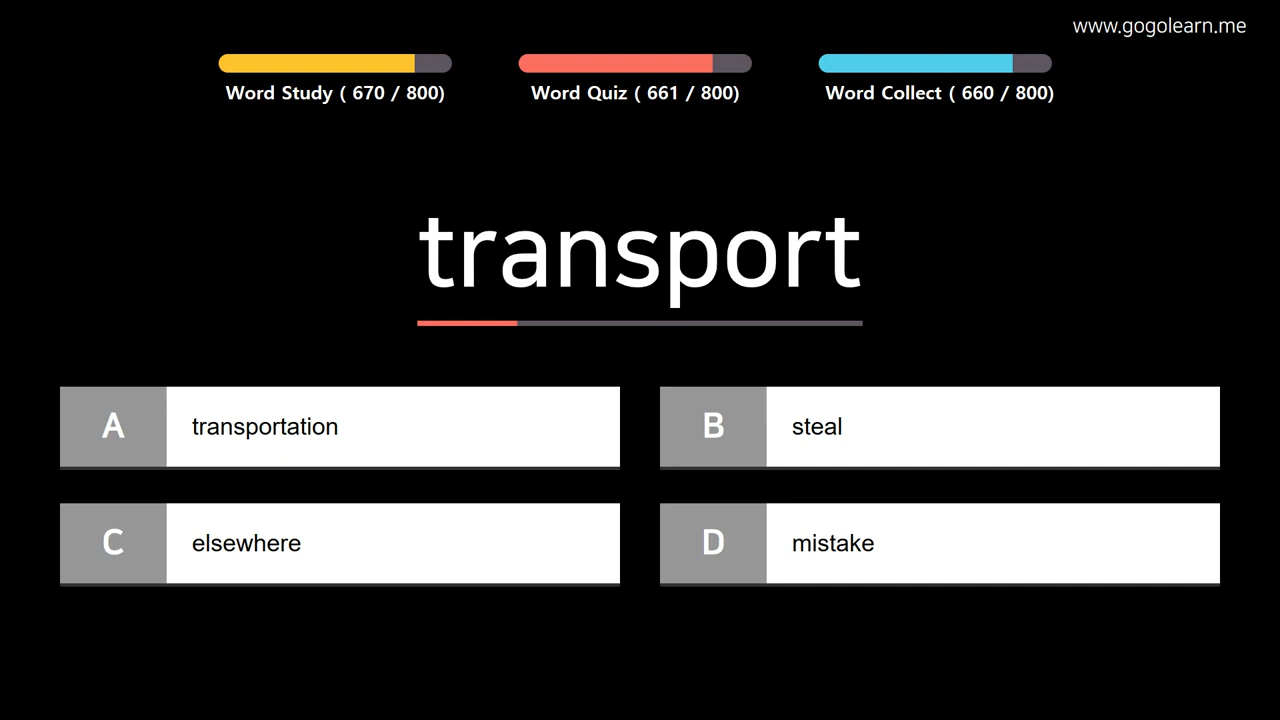 www.gogolearn.me
Word Study ( 670 / 800)
Word Quiz ( 661 / 800)
Word Collect ( 660 / 800)
transport
A transportation
B steal
C elsewhere
D mistake